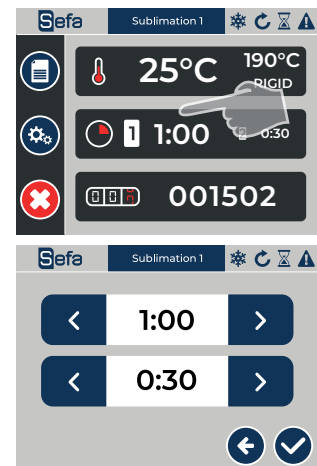 Sefa Sublimation 1
25°C 190°C
RIGID
1 1:00 2 0:30
001502
Sefa Sublimation 1
1:00
0:30